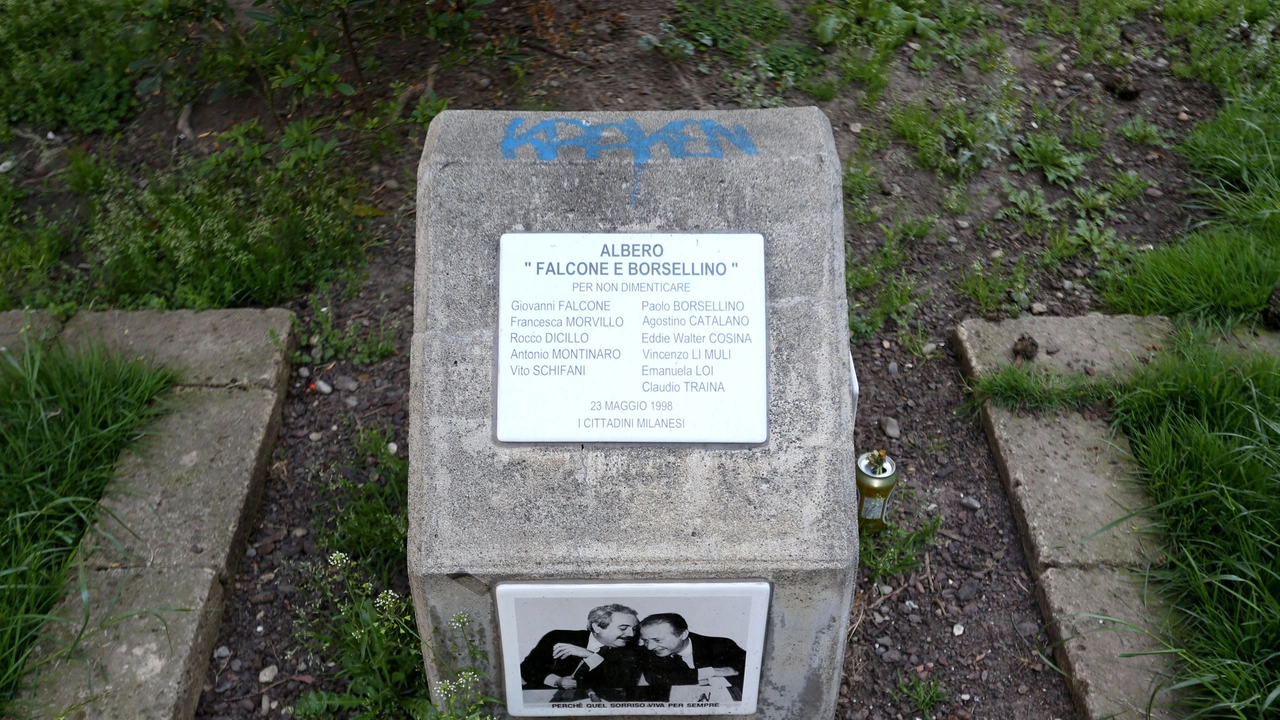 KRAKEN
ALBERO
" FALCONE E BORSELLINO "
PER NON DIMENTICARE
Giovanni FALCONE
Francesca MORVILLO
Rocco DICILLO
Antonio MONTINARO
Vito SCHIFANI
Paolo BORSELLINO
Agostino CATALANO
Eddie Walter COSINA
Vincenzo LI MULI
Emanuela LOI
Claudio TRAINA
23 MAGGIO 1998
I CITTADINI MILANESI
PERCHÈ QUEL SORRISO VIVA PER SEMPRE